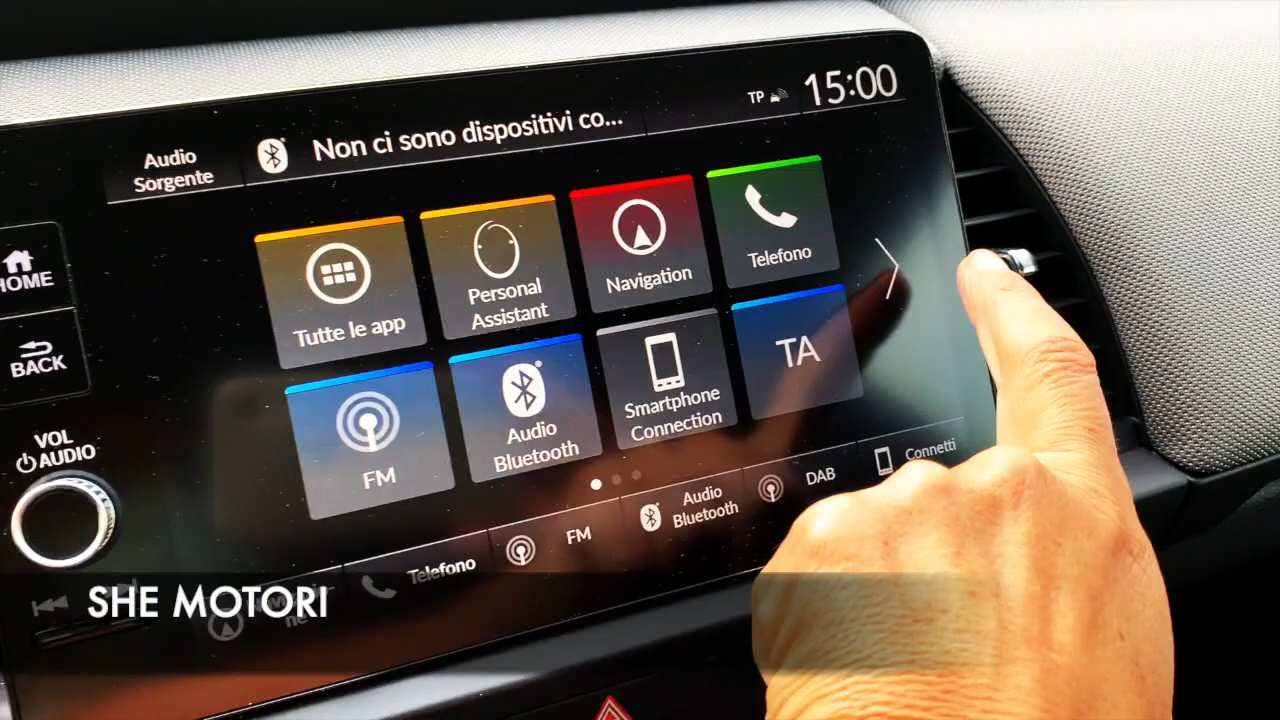 Audio
Sorgente
Non ci sono dispositivi co...
TP
15:00
HOME
BACK
VOL
AUDIO
Tutte le app
Personal
Assistant
Navigation
Telefono
FM
Audio
Bluetooth
Smartphone
Connection
TA
Telefono
FM
Audio
Bluetooth
DAB
Connetti
SHE MOTORI